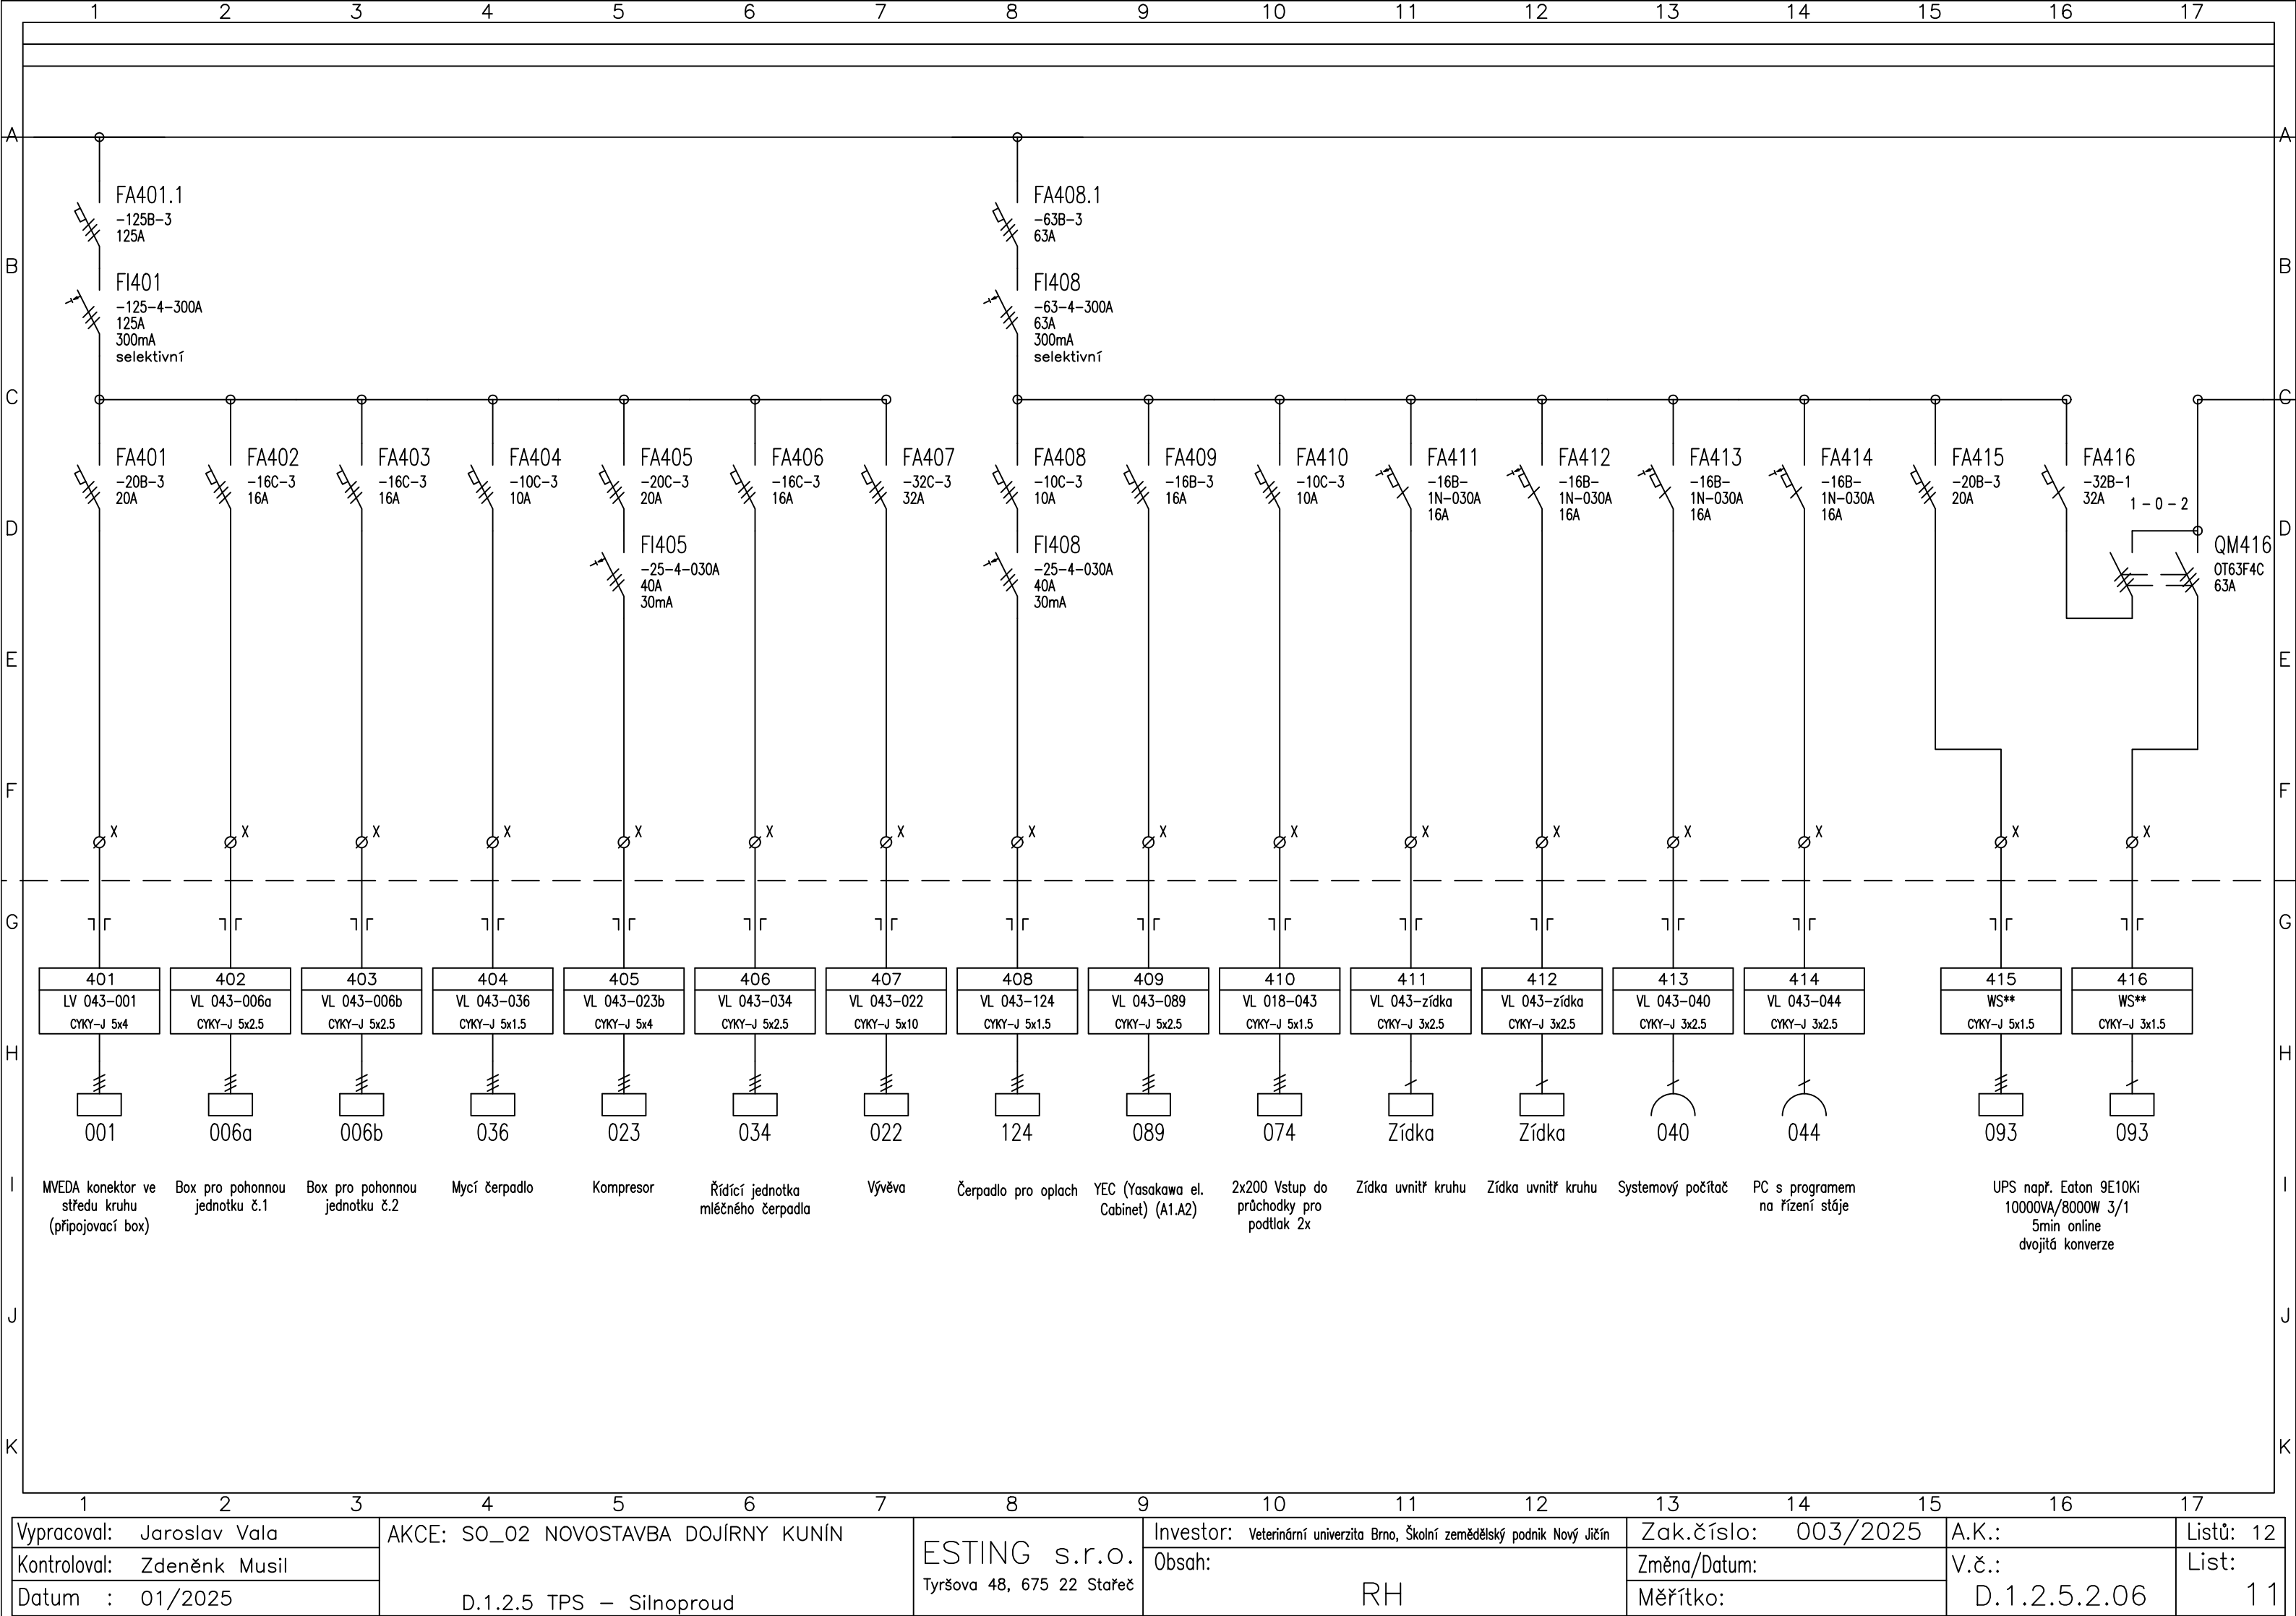 1 2 3 4 5 6 7 8 9 10 11 12 13 14 15 16 17
A A
FA401.1
-125B-3
125A
FA408.1
-63B-3
63A
B B
FI401
-125-4-300A
125A
300mA
selektivní
FI408
-63-4-300A
63A
300mA
selektivní
C C
FA401
-20B-3
20A
FA402
-16C-3
16A
FA403
-16C-3
16A
FA404
-10C-3
10A
FA405
-20C-3
20A
FA406
-16C-3
16A
FA407
-32C-3
32A
FA408
-10C-3
10A
FA409
-16B-3
16A
FA410
-10C-3
10A
FA411
-16B-
1N-030A
16A
FA412
-16B-
1N-030A
16A
FA413
-16B-
1N-030A
16A
FA414
-16B-
1N-030A
16A
FA415
-20B-3
20A
FA416
-32B-1
32A
1-0-2
D D
FI405
-25-4-030A
40A
30mA
FI408
-25-4-030A
40A
30mA
QM416
OT63F4C
63A
E E
F F
X X X X X X X X X X X X X X X X
G G
401
LV 043-001
CYKY-J 5x4
402
VL 043-006a
CYKY-J 5x2.5
403
VL 043-006b
CYKY-J 5x2.5
404
VL 043-036
CYKY-J 5x1.5
405
VL 043-023b
CYKY-J 5x4
406
VL 043-034
CYKY-J 5x2.5
407
VL 043-022
CYKY-J 5x10
408
VL 043-124
CYKY-J 5x1.5
409
VL 043-089
CYKY-J 5x2.5
410
VL 018-043
CYKY-J 5x1.5
411
VL 043-zídka
CYKY-J 3x2.5
412
VL 043-zídka
CYKY-J 3x2.5
413
VL 043-040
CYKY-J 3x2.5
414
VL 043-044
CYKY-J 3x2.5
415
WS**
CYKY-J 5x1.5
416
WS**
CYKY-J 3x1.5
H H
001 006a 006b 036 023 034 022 124 089 074 Zídka Zídka 040 044 093 093
I I
MVEDA konektor ve
středu kruhu
(připojovací box)
Box pro pohonnou
jednotku č.1
Box pro pohonnou
jednotku č.2
Mycí čerpadlo
Kompresor
Řídící jednotka
mléčného čerpadla
Vývěva
Čerpadlo pro oplach
YEC (Yasakawa el.
Cabinet) (A1.A2)
2x200 Vstup do
průchodky pro
podtlak 2x
Zídka uvnitř kruhu
Zídka uvnitř kruhu
Systemový počítač
PC s programem
na řízení stáje
UPS např. Eaton 9E10Ki
10000VA/8000W 3/1
5min online
dvojitá konverze
J J
K K
1 2 3 4 5 6 7 8 9 10 11 12 13 14 15 16 17
Vypracoval: Jaroslav Vala
Kontroloval: Zdeněnk Musil
Datum : 01/2025
AKCE: SO_02 NOVOSTAVBA DOJÍRNY KUNÍN
D.1.2.5 TPS – Silnoproud
ESTING s.r.o.
Tyršova 48, 675 22 Stařeč
Investor: Veterinární univerzita Brno, Školní zemědělský podnik Nový Jičín
Obsah:
RH
Zak.číslo: 003/2025
Změna/Datum:
Měřítko:
A.K.:
V.č.:
D.1.2.5.2.06
Listů: 12
List:
11